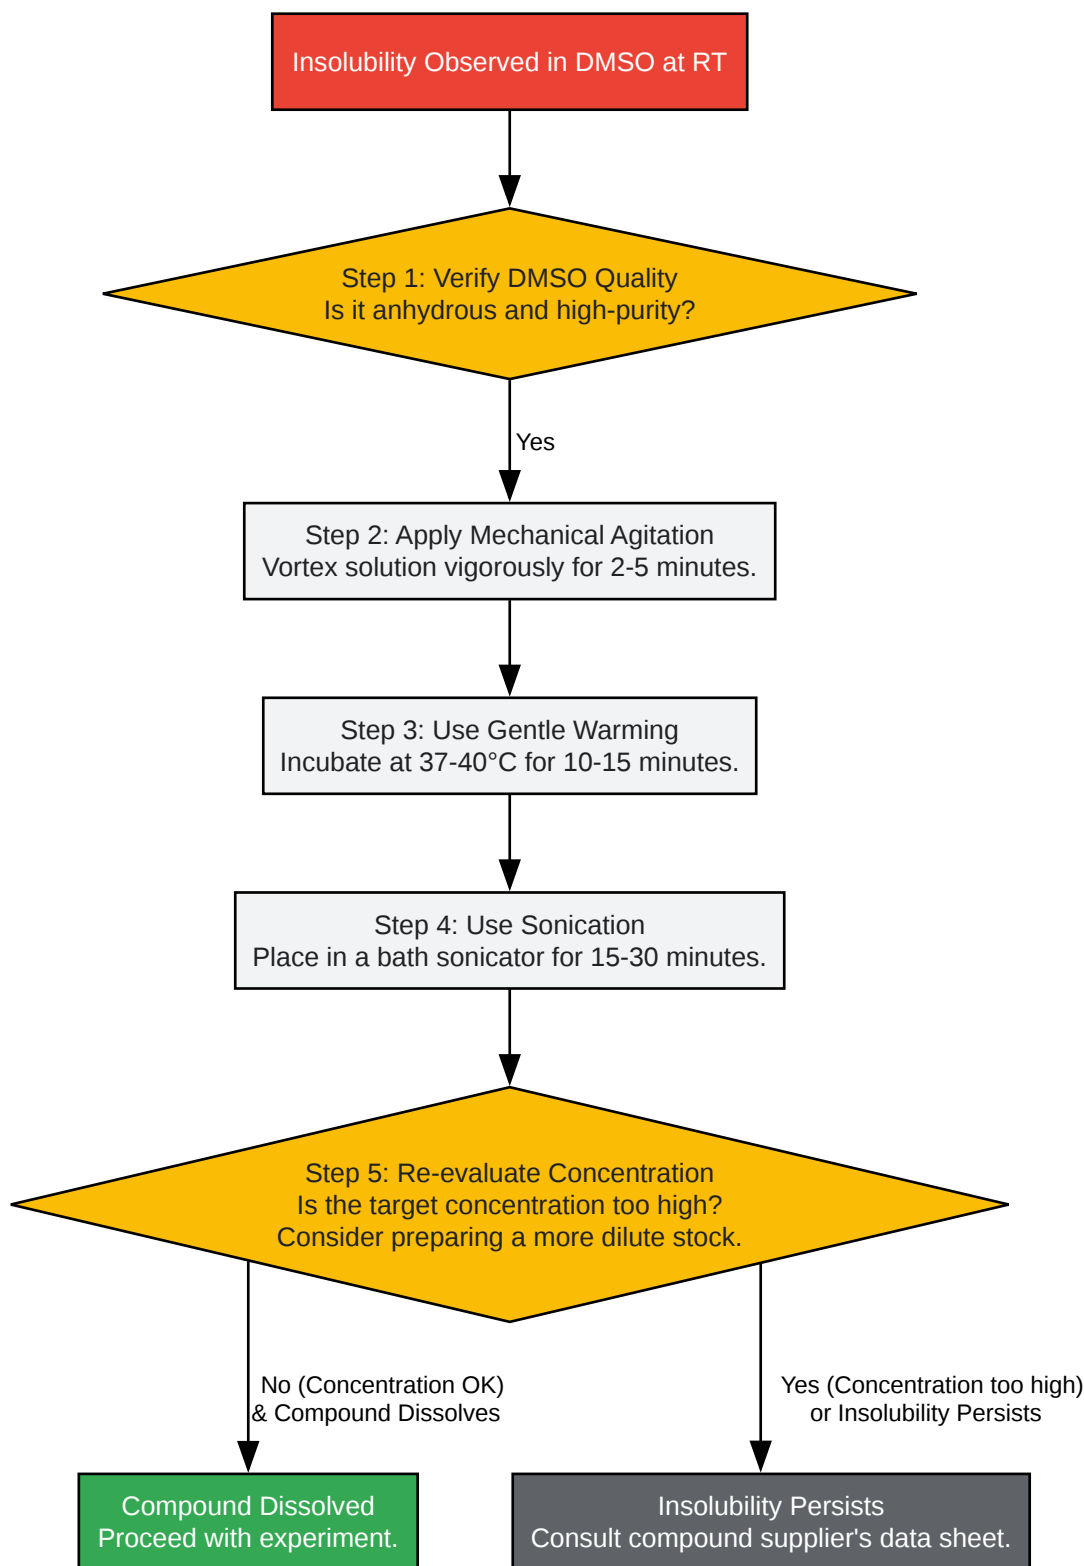 Insolubility Observed in DMSO at RT
Step 1: Verify DMSO Quality
Is it anhydrous and high-purity?
Yes
Step 2: Apply Mechanical Agitation
Vortex solution vigorously for 2-5 minutes.
Step 3: Use Gentle Warming
Incubate at 37-40°C for 10-15 minutes.
Step 4: Use Sonication
Place in a bath sonicator for 15-30 minutes.
Step 5: Re-evaluate Concentration
Is the target concentration too high?
Consider preparing a more dilute stock.
No (Concentration OK)
& Compound Dissolves
Yes (Concentration too high)
or Insolubility Persists
Compound Dissolved
Proceed with experiment.
Insolubility Persists
Consult compound supplier's data sheet.